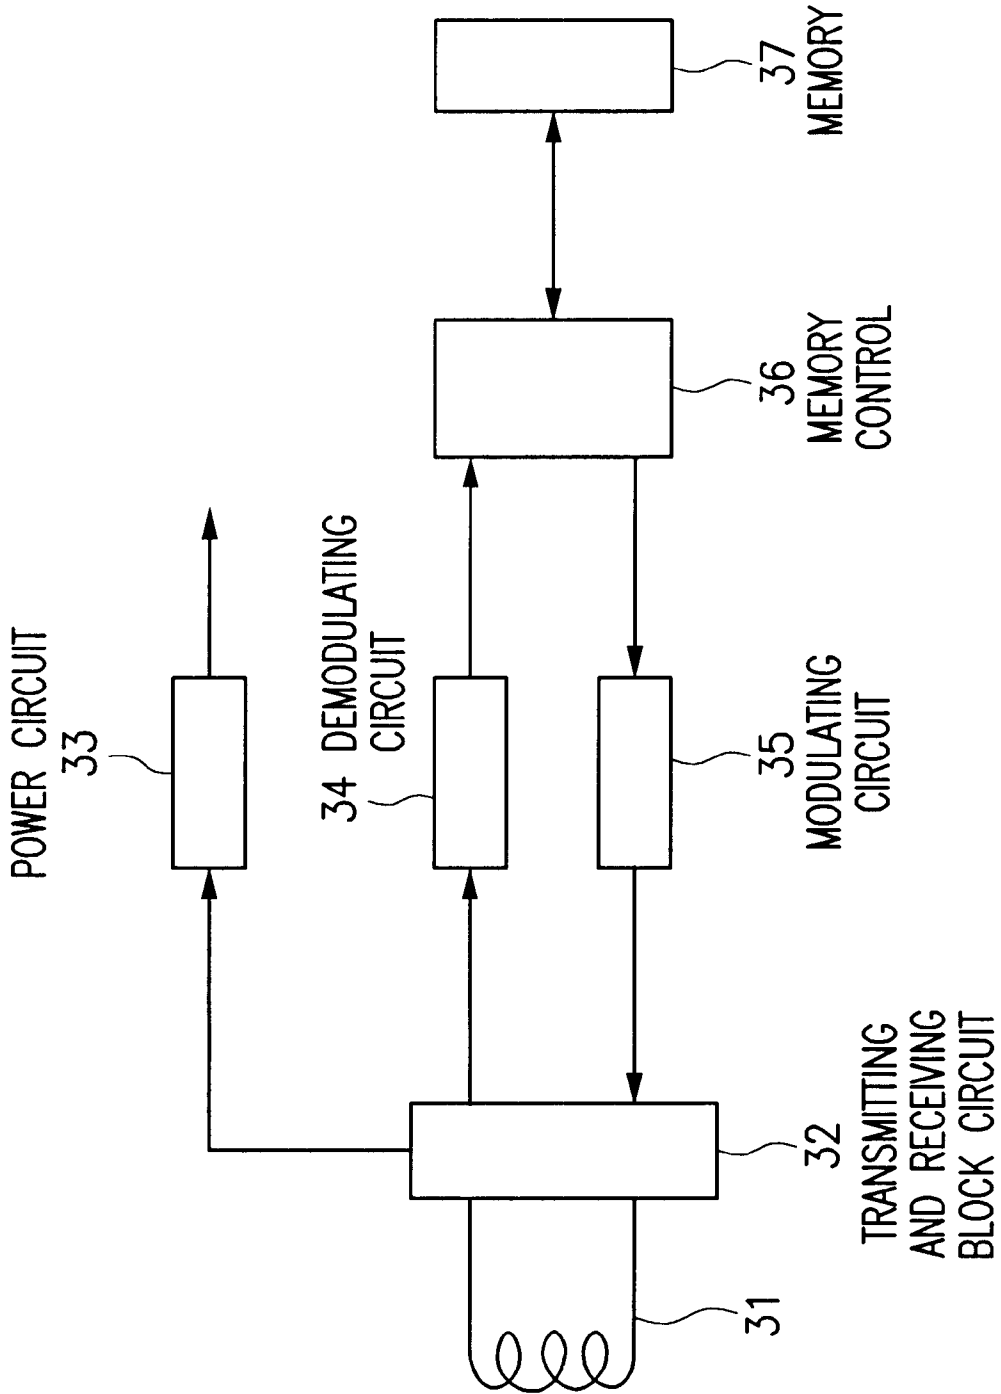 POWER CIRCUIT
33
34 DEMODULATING
CIRCUIT
35
MODULATING
CIRCUIT
31
32
TRANSMITTING
AND RECEIVING
BLOCK CIRCUIT
36
MEMORY
CONTROL
37
MEMORY